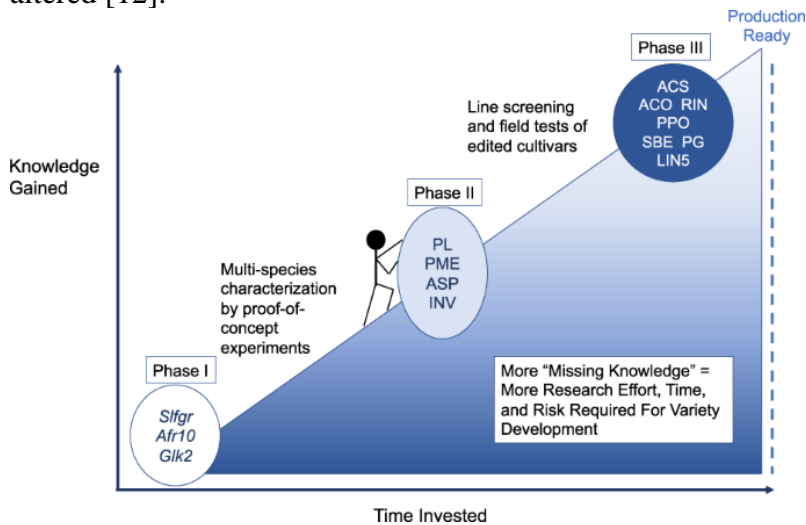 altered [12].
Production
Ready
Phase III
ACS
ACO RIN
PPO
SBE PG
LIN5
Line screening
and field tests of
edited cultivars
Knowledge
Gained
Phase II
PL
PME
ASP
INV
Multi-species
characterization
by proof-of-
concept
experiments
Phase I
Slfgr
Afr10
Glk2
More “Missing Knowledge” =
More Research Effort, Time,
and Risk Required For Variety
Development
Time Invested